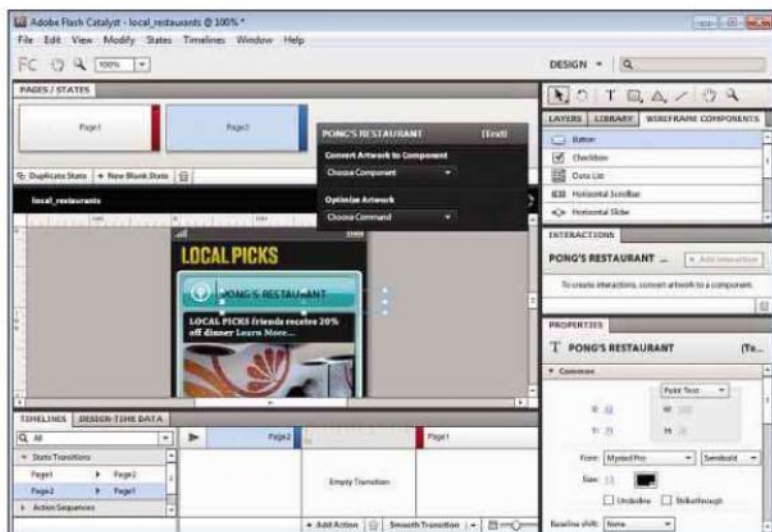 Adobe Flash Catalyst - local_restaurants @ 100% *
File Edit View Modify States Timelines Window Help
FC 100% DESIGN
PAGES / STATES
Page1 Page2
Duplicate State + New Blank State
local_restaurants
PONG'S RESTAURANT (Text)
Convert Artwork to Component
Choose Component
Optimize Artwork
Choose Command
LOCAL PICKS
PONG'S RESTAURANT
LOCAL PICKS friends receive 20%
off dinner Learn More...
LAYERS LIBRARY WIREFRAME COMPONENTS
Button
Checkbox
Data List
Horizontal Scrollbar
Horizontal Slider
INTERACTIONS
PONG'S RESTAURANT ... + Add Interaction
To create interactions, convert artwork to a component.
PROPERTIES
T PONG'S RESTAURANT (Te...
Common
Point Text
X: W:
Y: H:
Font: Myriad Pro Semibold
Size:
Underline Strikethrough
Baseline shift: None
TIMELINES DESIGN-TIME DATA
All
State Transitions
Page1 Page2
Page2 Page1
Action Sequences
Page2 Page1
Empty Transition
+ Add Action Smooth Transition